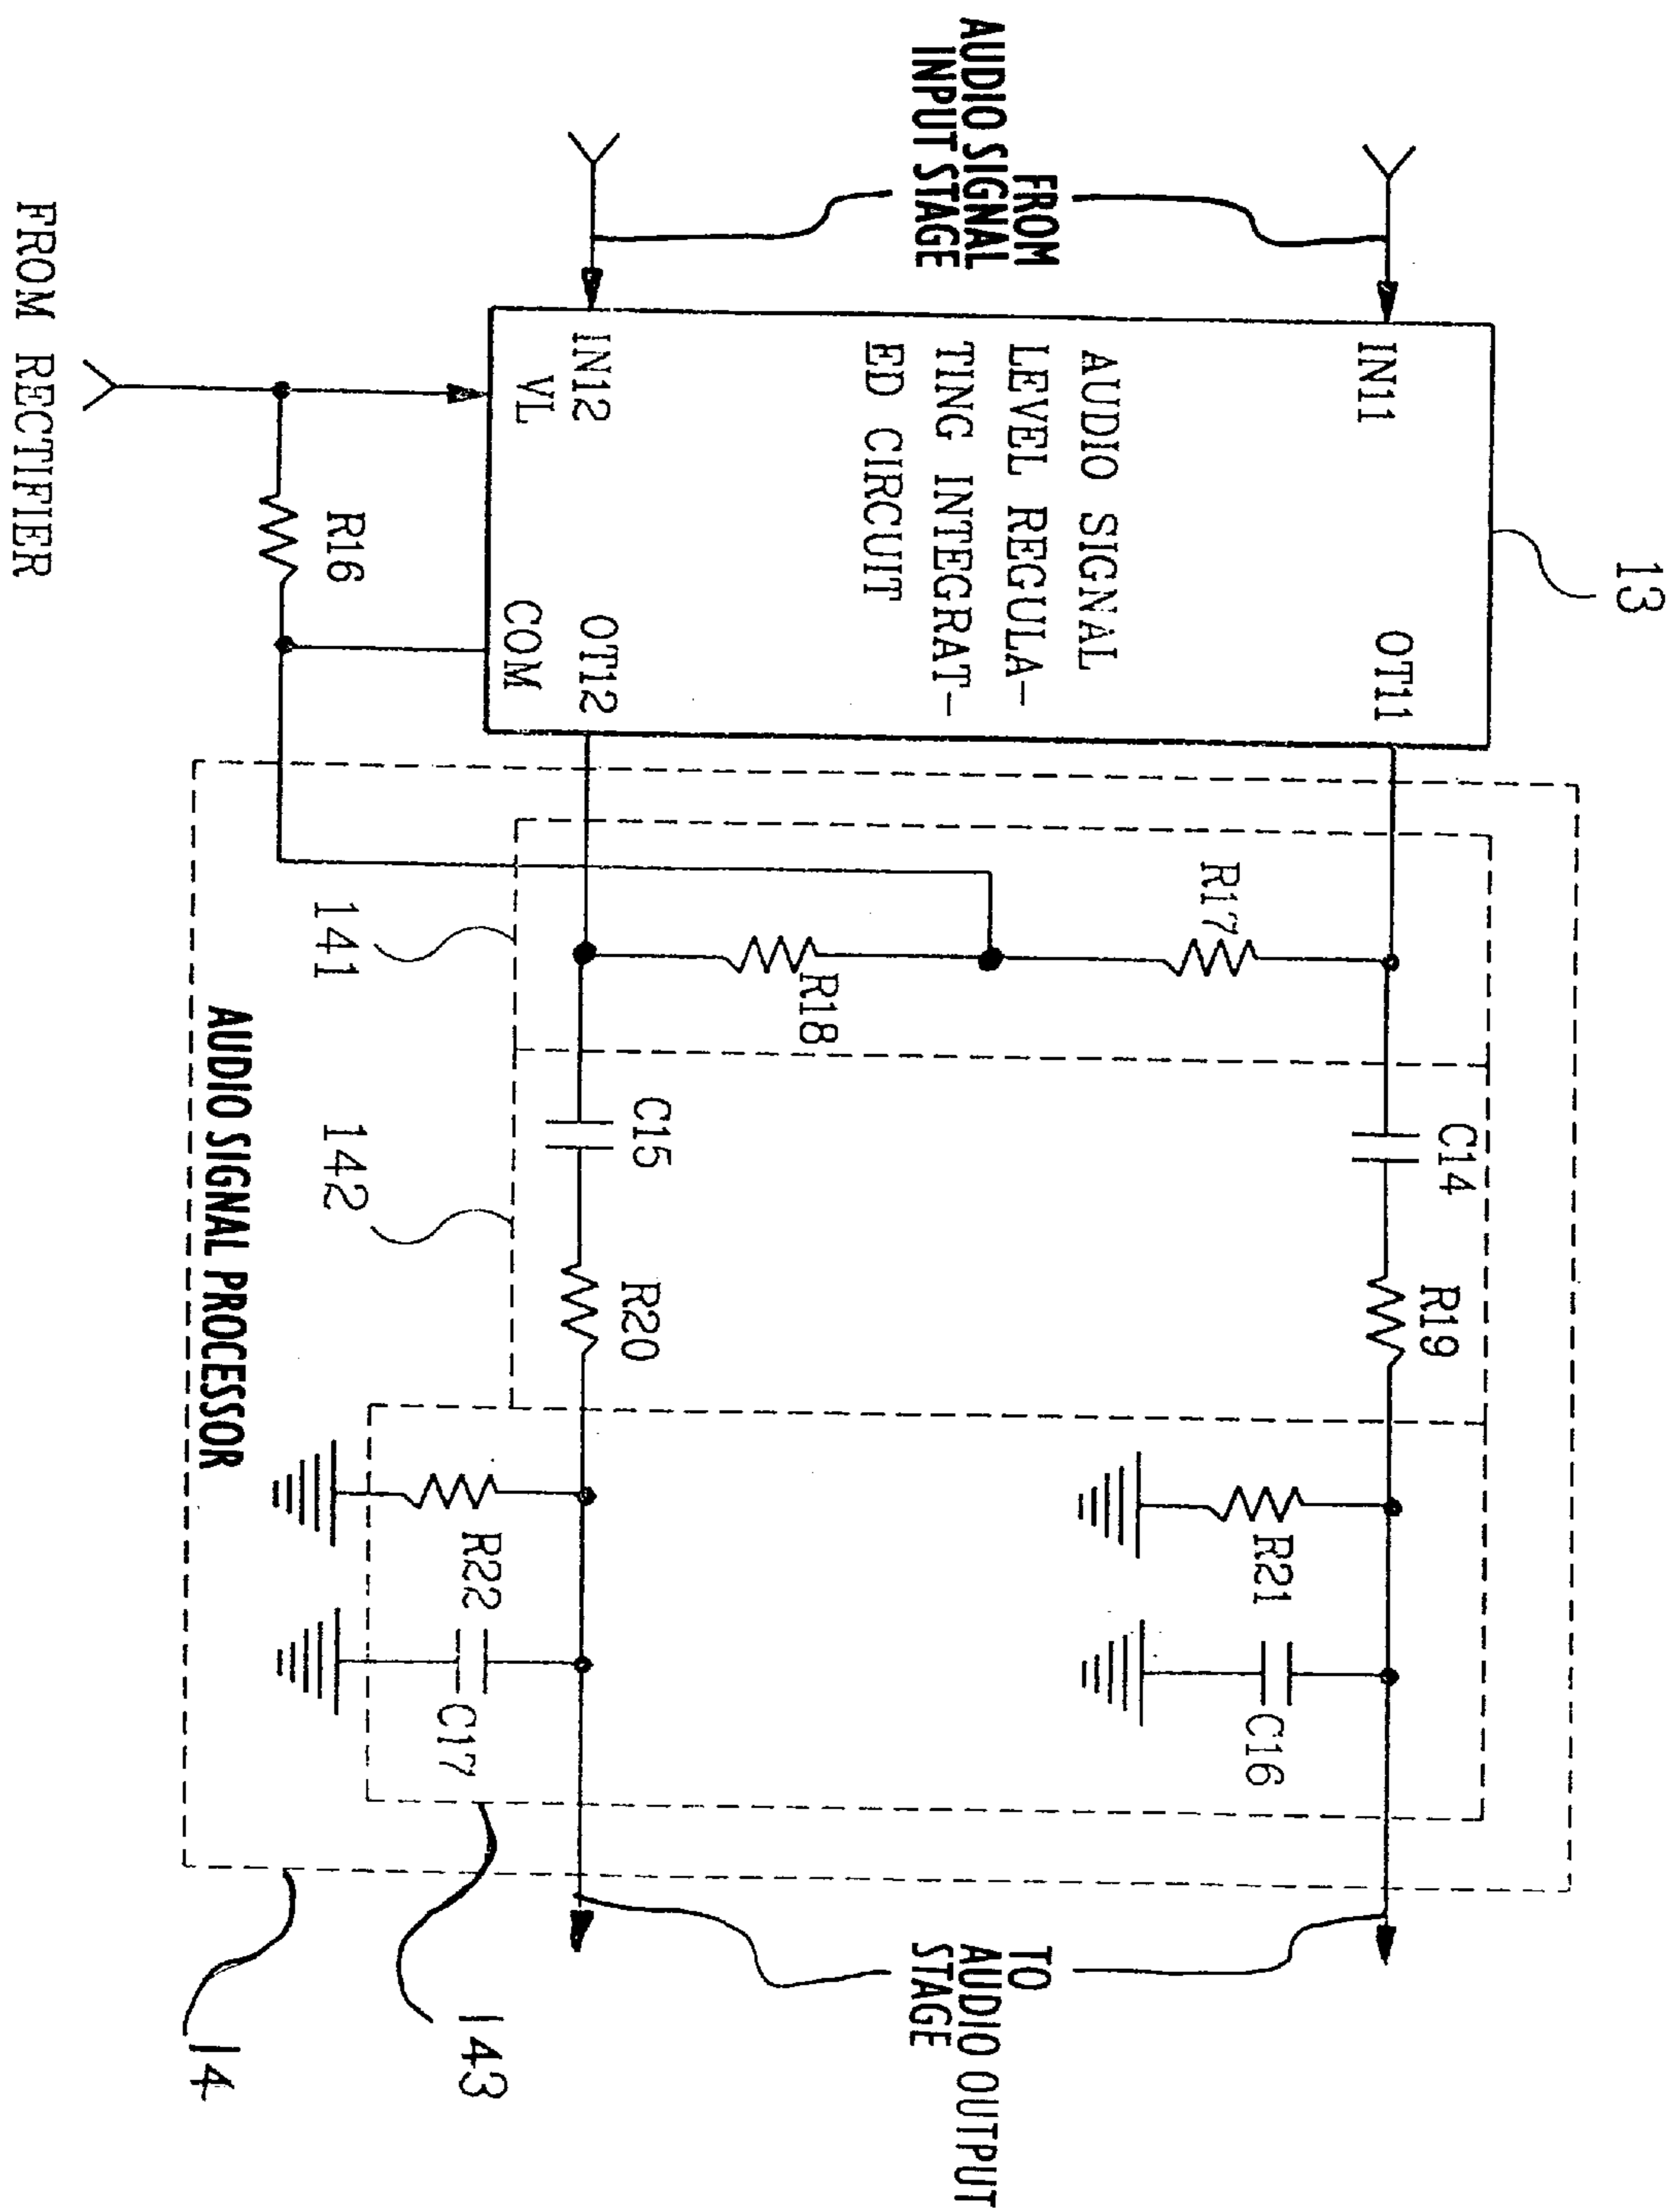 13
FROM
AUDIO SIGNAL
INPUT STAGE
IN11
OT11
AUDIO SIGNAL
LEVEL REGULA-
TING INTEGRAT-
ED CIRCUIT
IN12
OT12
VL
COM
R16
FROM RECTIFIER
R17
R18
141
C14
R19
C15
R20
142
R21
C16
R22
C17
143
14
AUDIO SIGNAL PROCESSOR
TO
AUDIO OUTPUT
STAGE